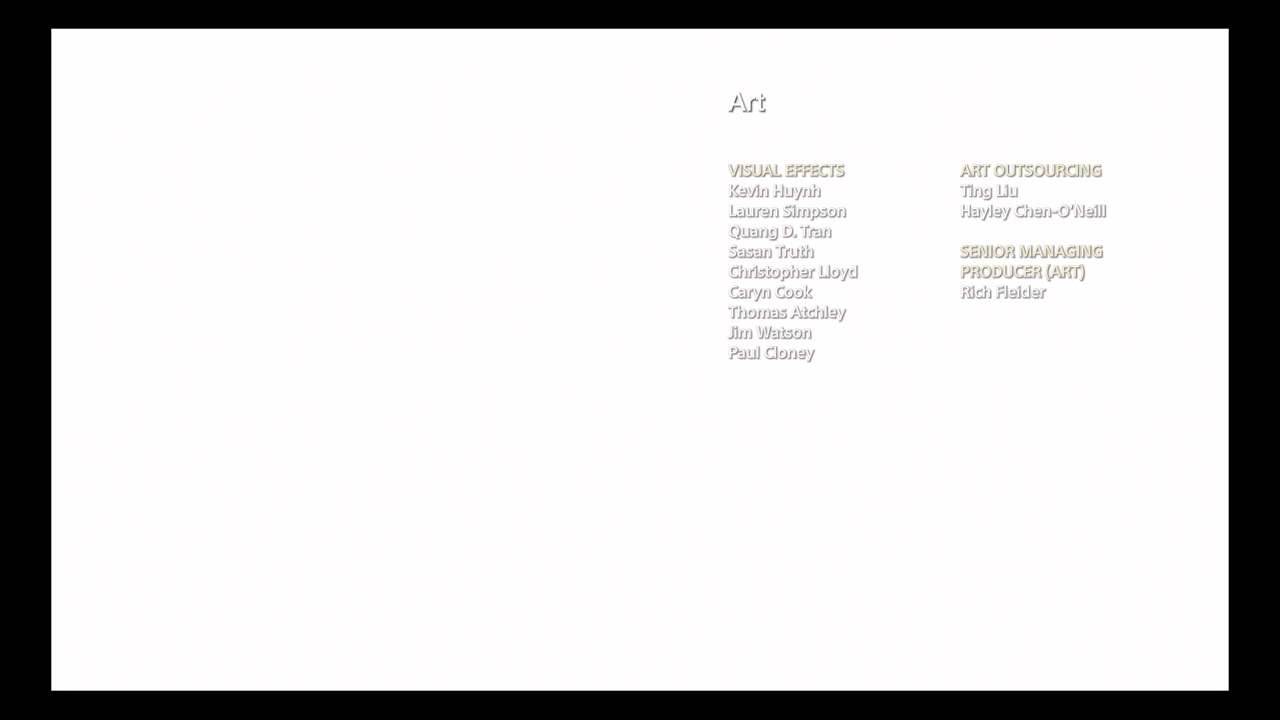 Art
VISUAL EFFECTS
Kevin Huynh
Lauren Simpson
Quang D. Tran
Sasan Truth
Christopher Lloyd
Caryn Cook
Thomas Atchley
Jim Watson
Paul Cloney
ART OUTSOURCING
Ting Liu
Hayley Chen-O'Neill
SENIOR MANAGING
PRODUCER (ART)
Rich Fleider